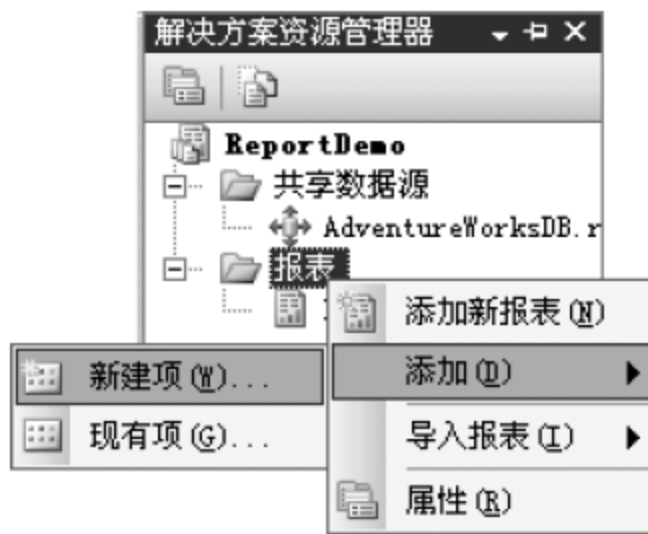 解决方案资源管理器
ReportDemo
共享数据源
AdventureWorksDB.r
报表
添加新报表(N)
新建项(W)...
添加(D)
现有项(G)...
导入报表(I)
属性(R)